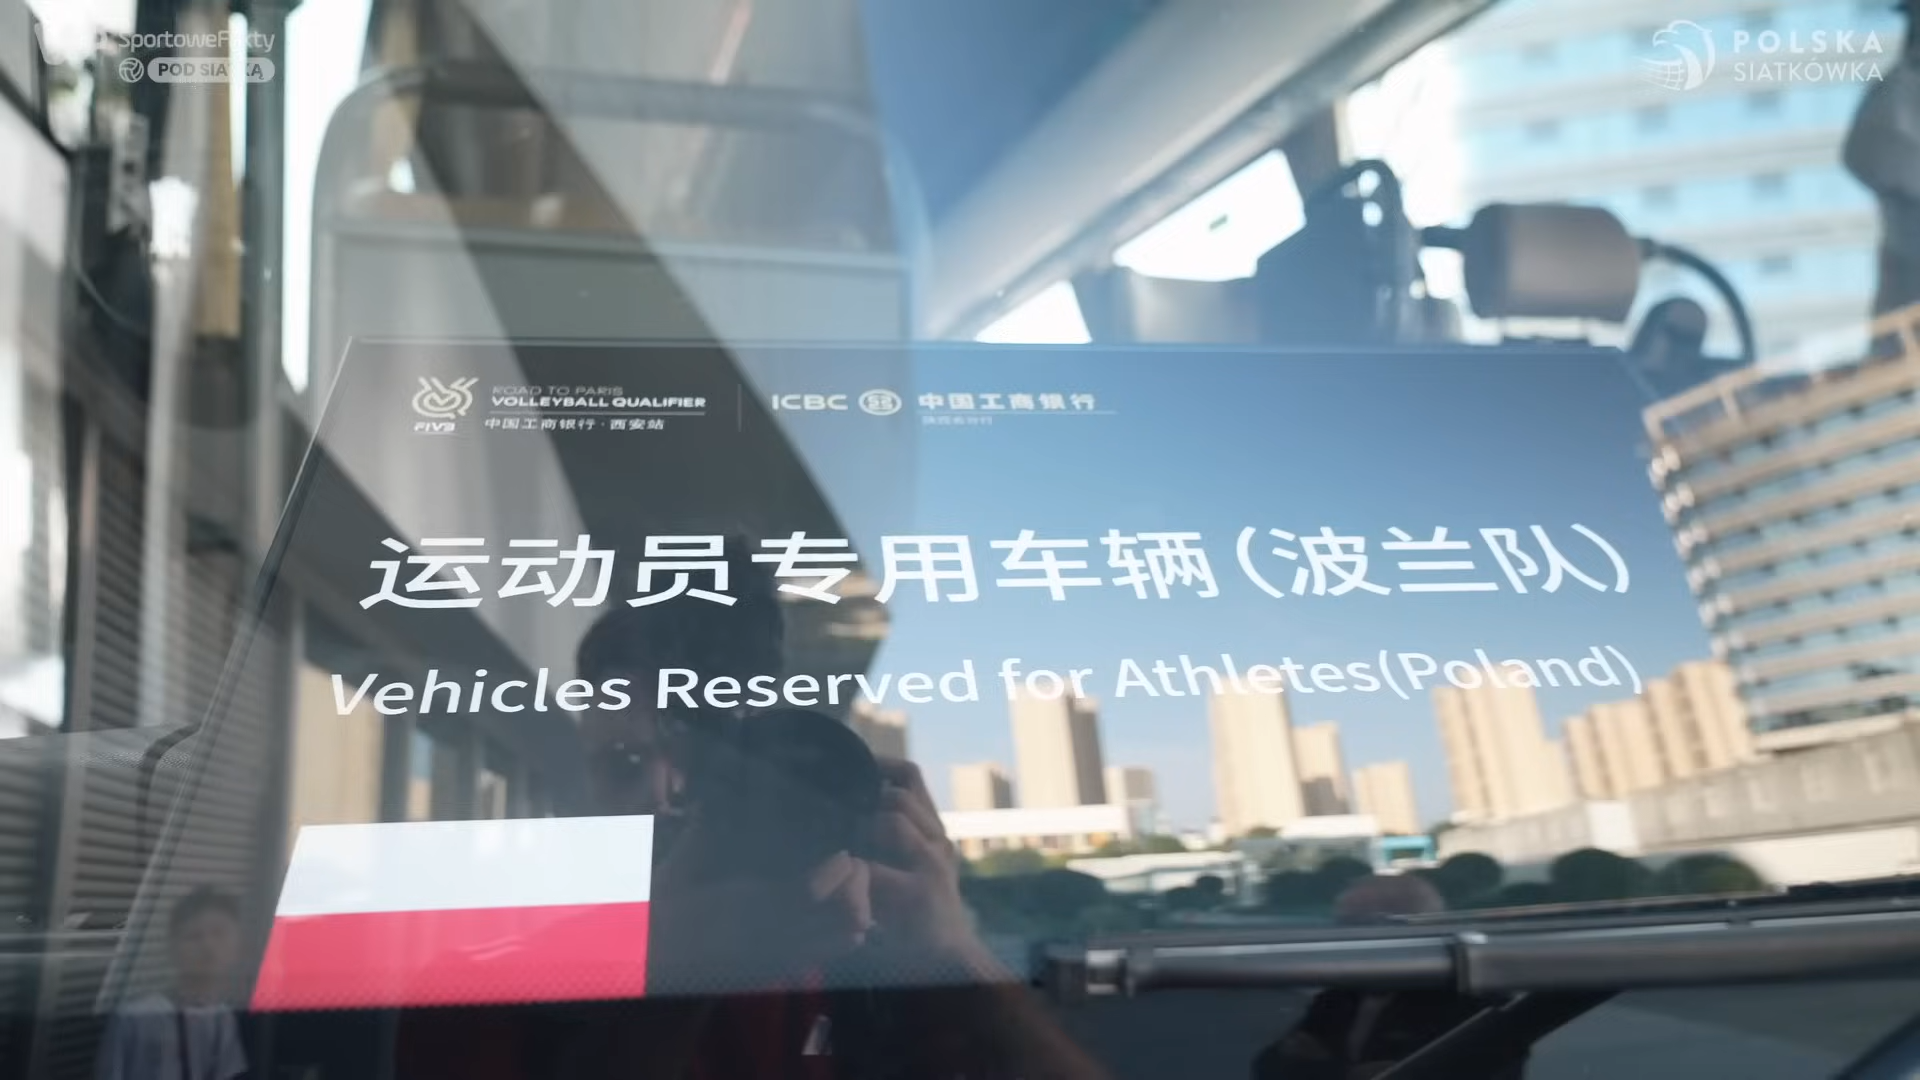 SportoweFakty
POD SIATKĄ
POLSKA
SIATKÓWKA
ROAD TO PARIS
VOLLEYBALL QUALIFIER
FIVB
中国工商银行·西安站
ICBC
中国工商银行
运动员专用车辆(波兰队)
Vehicles Reserved for Athletes(Poland)